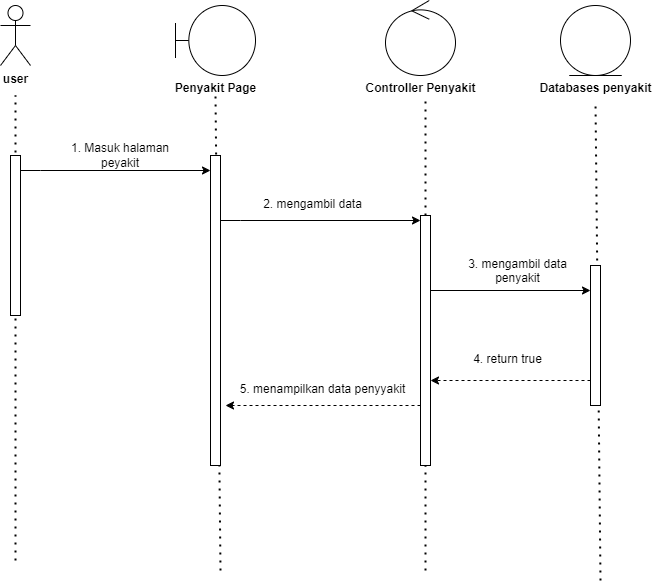 user
Penyakit Page
Controller Penyakit
Databases penyakit
1. Masuk halaman
peyakit
2. mengambil data
3. mengambil data
penyakit
4. return true
5. menampilkan data penyyakit